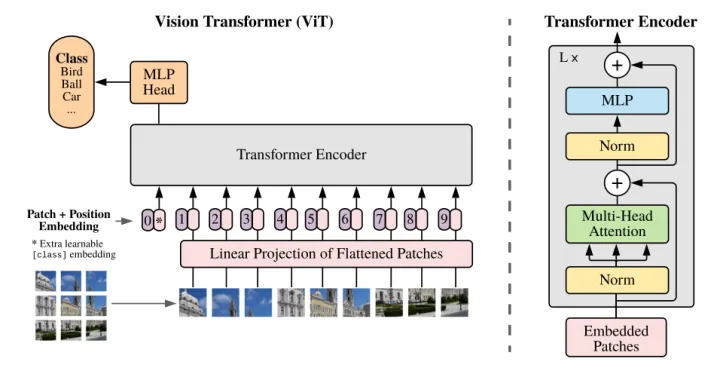 Vision Transformer (ViT)
Class
Bird
Ball
Car
...
MLP
Head
Transformer Encoder
Patch + Position
Embedding
0 * 1 2 3 4 5 6 7 8 9
* Extra learnable
[class] embedding
Linear Projection of Flattened Patches
Transformer Encoder
L x
+
MLP
Norm
+
Multi-Head
Attention
Norm
Embedded
Patches